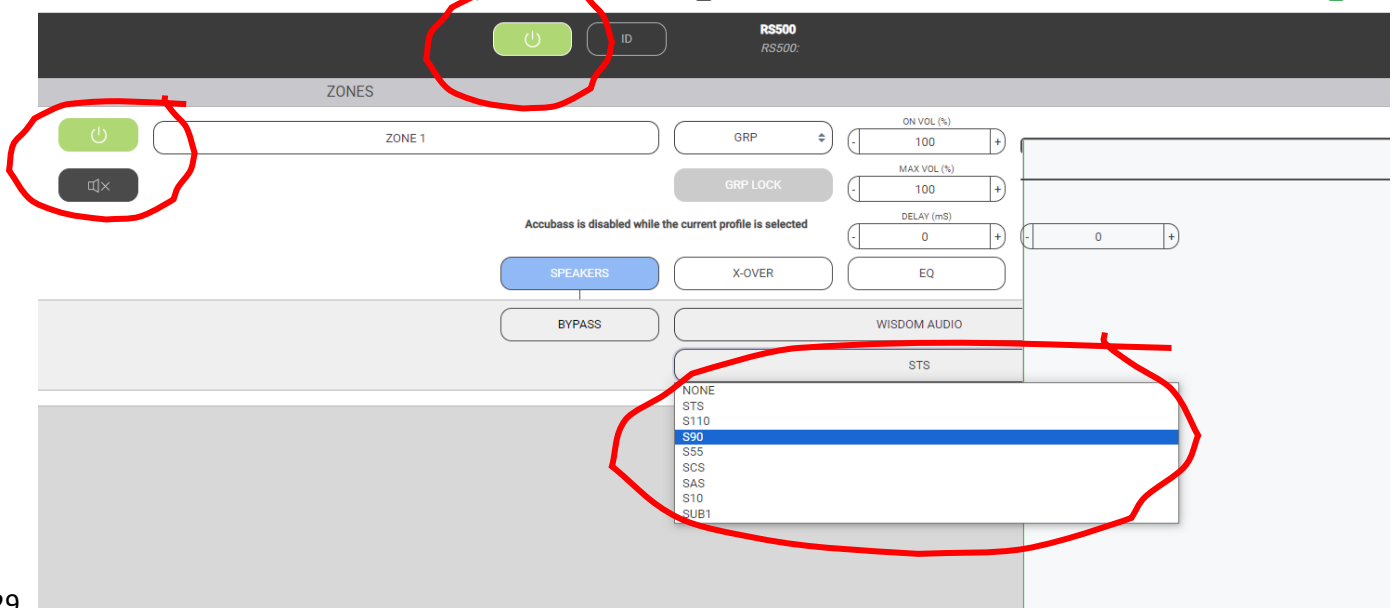 ID
RS500
RS500:
ZONES
ZONE 1
GRP
ON VOL (%)
- 100 +
GRP LOCK
MAX VOL (%)
- 100 +
Accubass is disabled while the current profile is selected
DELAY (mS)
- 0 +
- 0 +
SPEAKERS
X-OVER
EQ
BYPASS
WISDOM AUDIO
STS
NONE
STS
S110
S90
S55
SCS
SAS
S10
SUB1